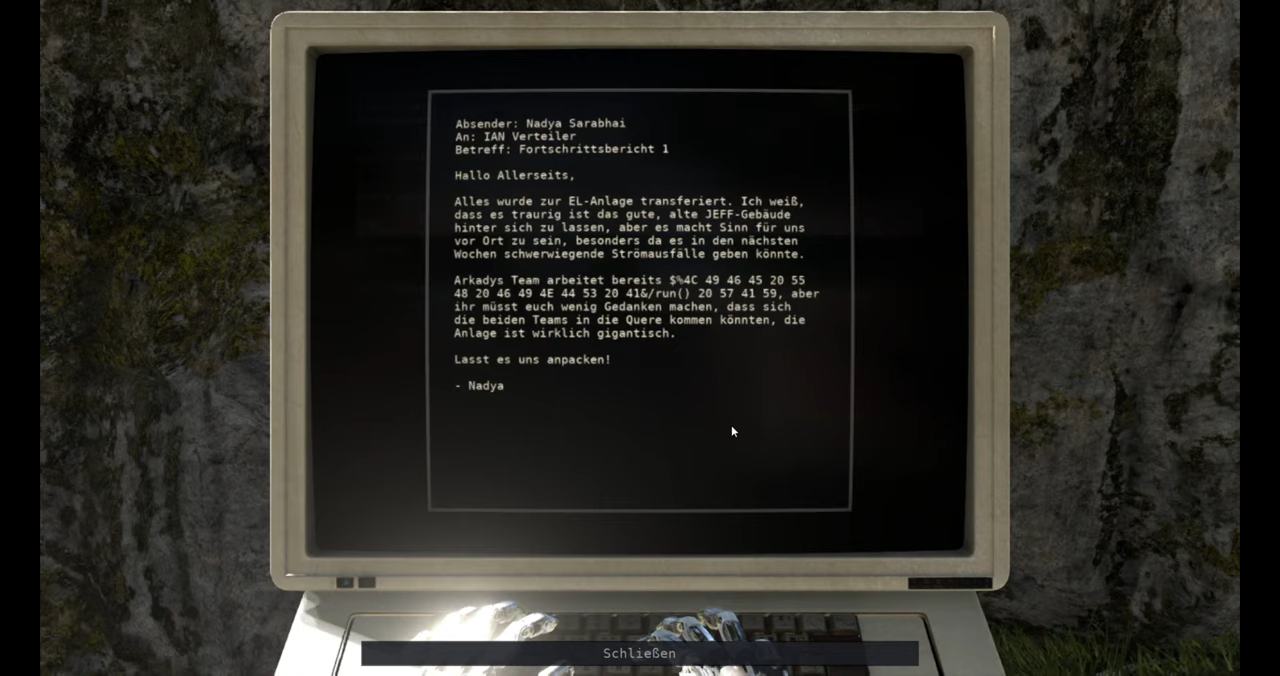 Absender: Nadya Sarabhai
An: IAN Verteiler
Betreff: Fortschrittsbericht 1
Hallo Allerseits,
Alles wurde zur EL-Anlage transferiert. Ich weiß,
dass es traurig ist das gute, alte JEFF-Gebäude
hinter sich zu lassen, aber es macht Sinn für uns
vor Ort zu sein, besonders da es in den nächsten
Wochen schwerwiegende Strömausfälle geben könnte.
Arkadys Team arbeitet bereits $%4C 49 46 45 20 55
48 20 46 49 4E 44 53 20 41&/run() 20 57 41 59, aber
ihr müsst euch wenig Gedanken machen, dass sich
die beiden Teams in die Quere kommen könnten, die
Anlage ist wirklich gigantisch.
Lasst es uns anpacken!
- Nadya
Schließen